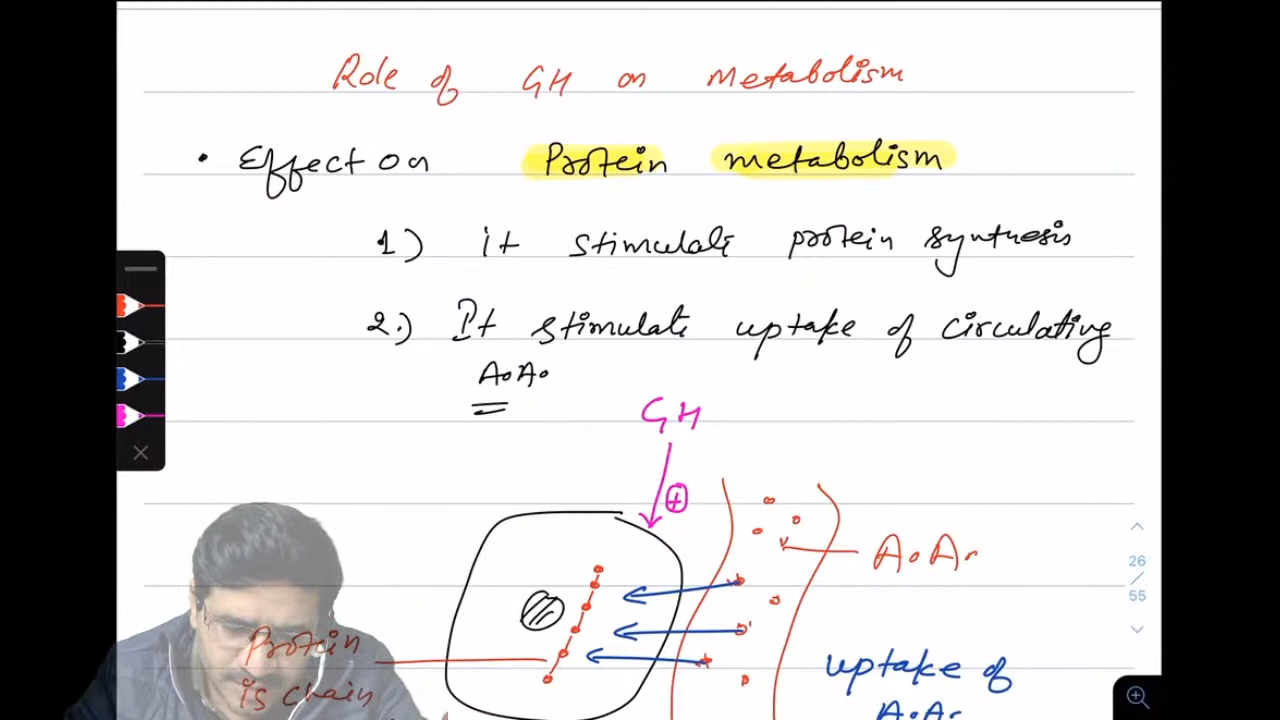 Role of GH on Metabolism
• Effect on Protein metabolism
1) it stimulate protein synthesis
2.) It stimulate uptake of circulating
A.A.
GH
+
A.A.
Protein
is chain
uptake of
A.A.
26
/
55